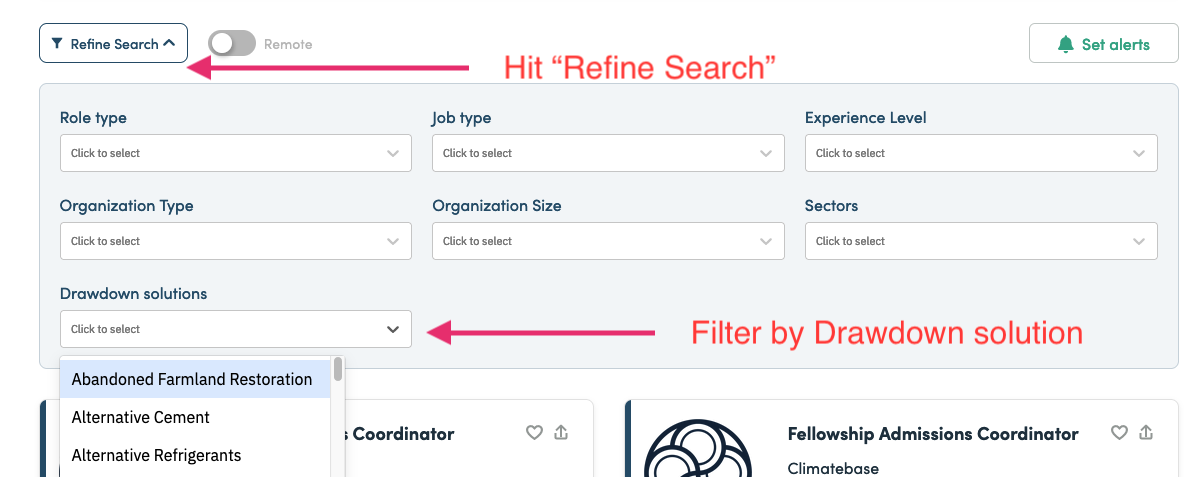 Refine Search
Remote
Set alerts
Hit “Refine Search”
Role type
Job type
Experience Level
Click to select
Click to select
Click to select
Organization Type
Organization Size
Sectors
Click to select
Click to select
Click to select
Drawdown solutions
Click to select
Filter by Drawdown solution
Abandoned Farmland Restoration
Alternative Cement
Alternative Refrigerants
s Coordinator
Fellowship Admissions Coordinator
Climatebase